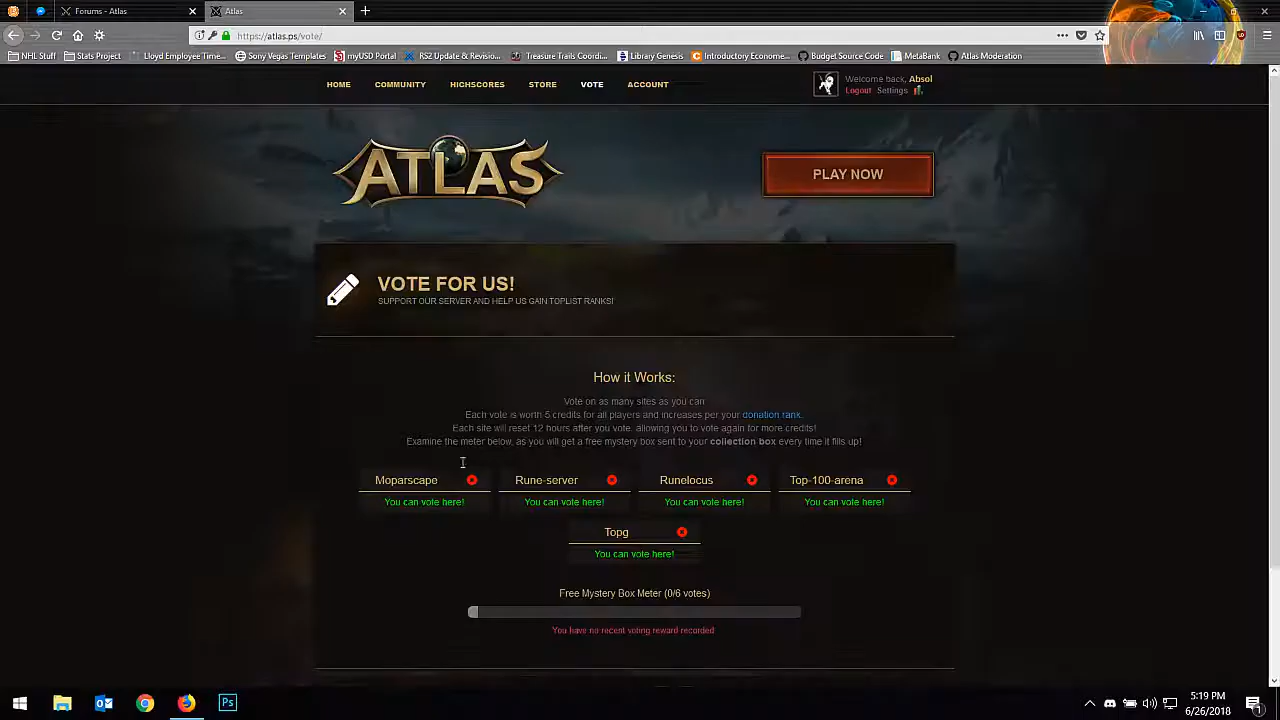 Forums - Atlas
Atlas
https://atlas.ps/vote/
NHL Stuff
Stats Project
Lloyd Employee Time...
Sony Vegas Templates
myUSD Portal
RS2 Update & Revisio...
Treasure Trails Coordi...
Library Genesis
Introductory Econome...
Budget Source Code
MetaBank
Atlas Moderation
HOME
COMMUNITY
HIGHSCORES
STORE
VOTE
ACCOUNT
Welcome back, Absol
Logout Settings
ATLAS
PLAY NOW
VOTE FOR US!
SUPPORT OUR SERVER AND HELP US GAIN TOPLIST RANKS!
How it Works:
Vote on as many sites as you can
Each vote is worth 5 credits for all players and increases per your donation rank.
Each site will reset 12 hours after you vote, allowing you to vote again for more credits!
Examine the meter below, as you will get a free mystery box sent to your collection box every time it fills up!
Moparscape
You can vote here!
Rune-server
You can vote here!
Runelocus
You can vote here!
Top-100-arena
You can vote here!
Topg
You can vote here!
Free Mystery Box Meter (0/6 votes)
You have no recent voting reward recorded
Ps
5:19 PM
6/26/2018
1